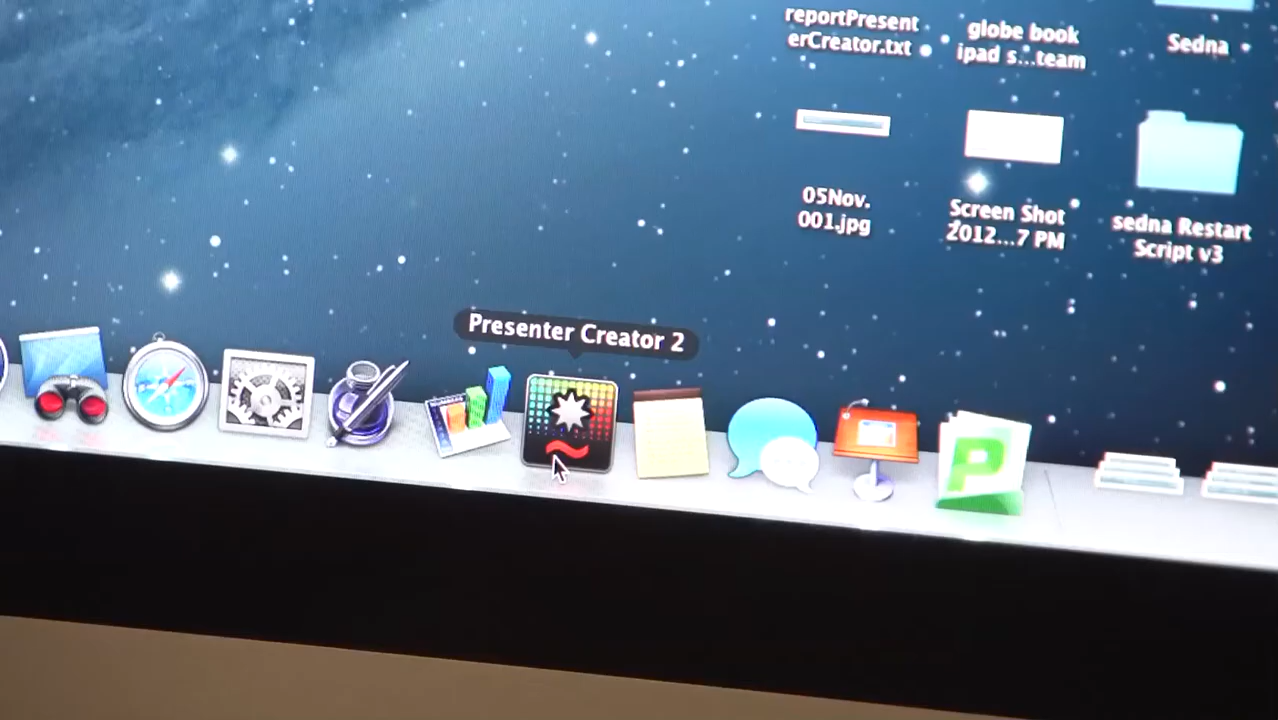 reportPresent
erCreator.txt
globe book
ipad s...team
Sedna
05Nov.
001.jpg
Screen Shot
2012...7 PM
sedna Restart
Script v3
Presenter Creator 2
P